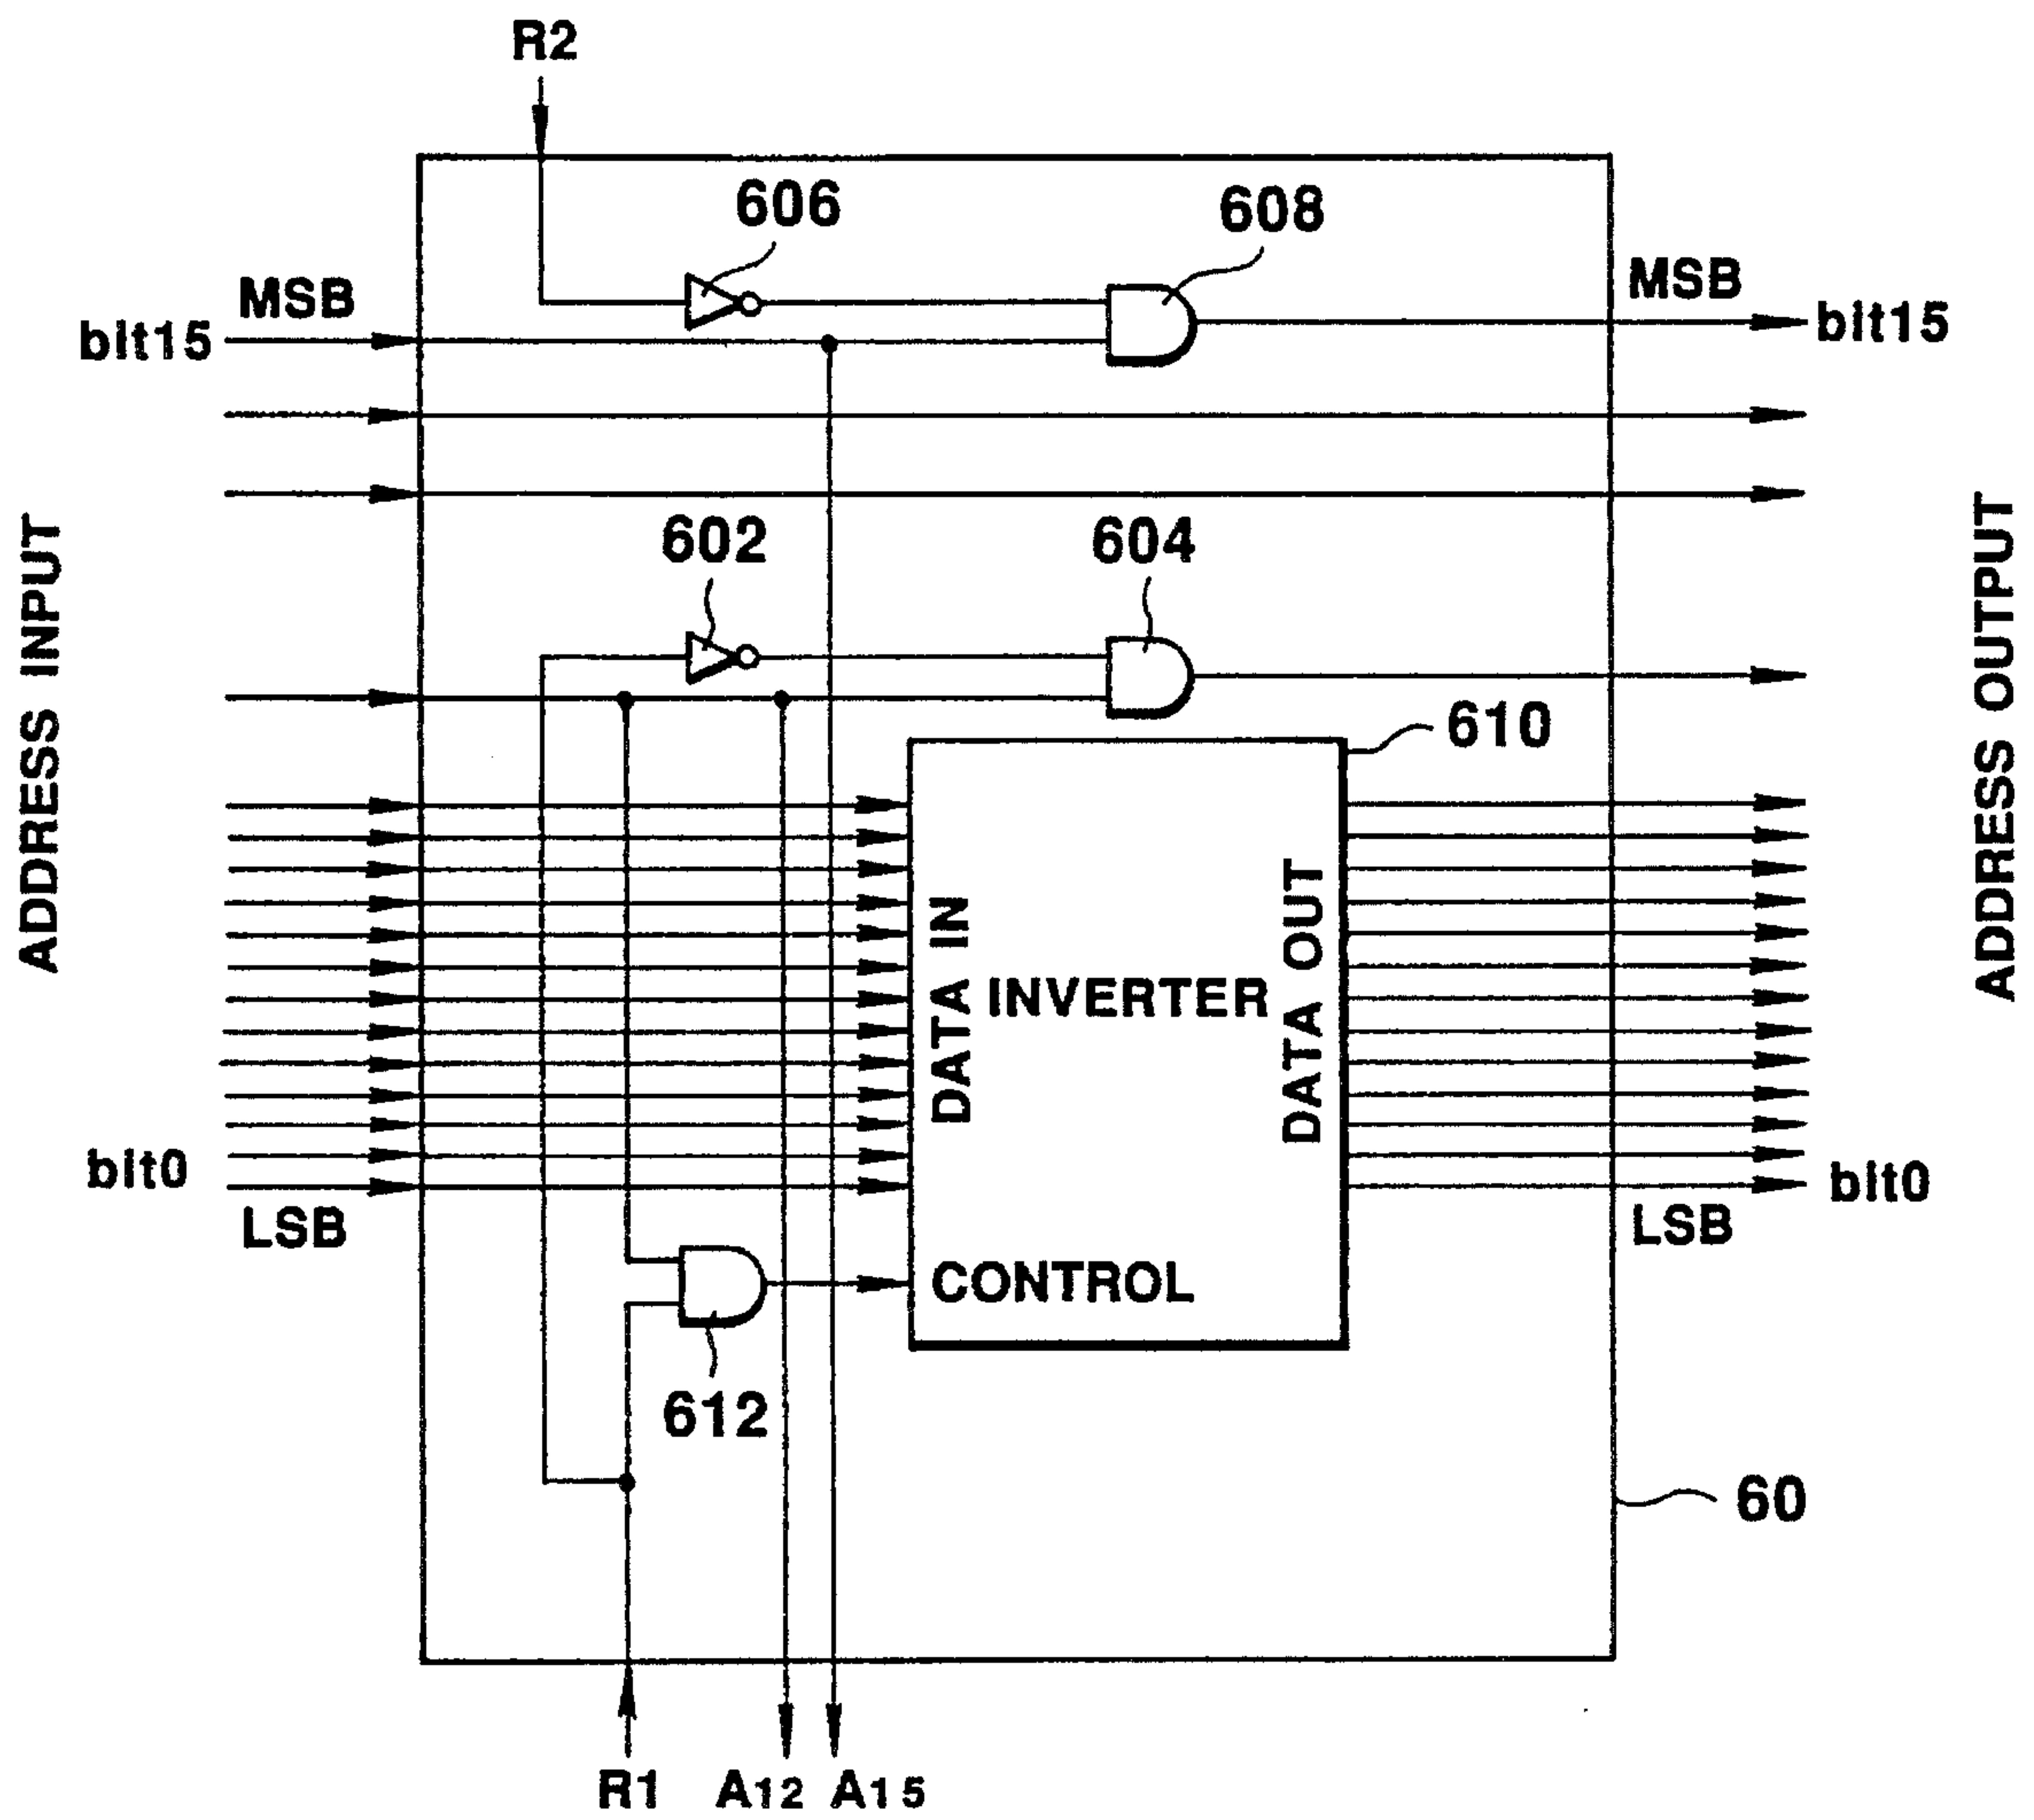 R2
606
608
MSB
bit15
MSB
bit15
602
604
ADDRESS INPUT
ADDRESS OUTPUT
610
DATA IN
INVERTER
DATA OUT
bit0
LSB
bit0
LSB
CONTROL
612
60
R1
A12
A15